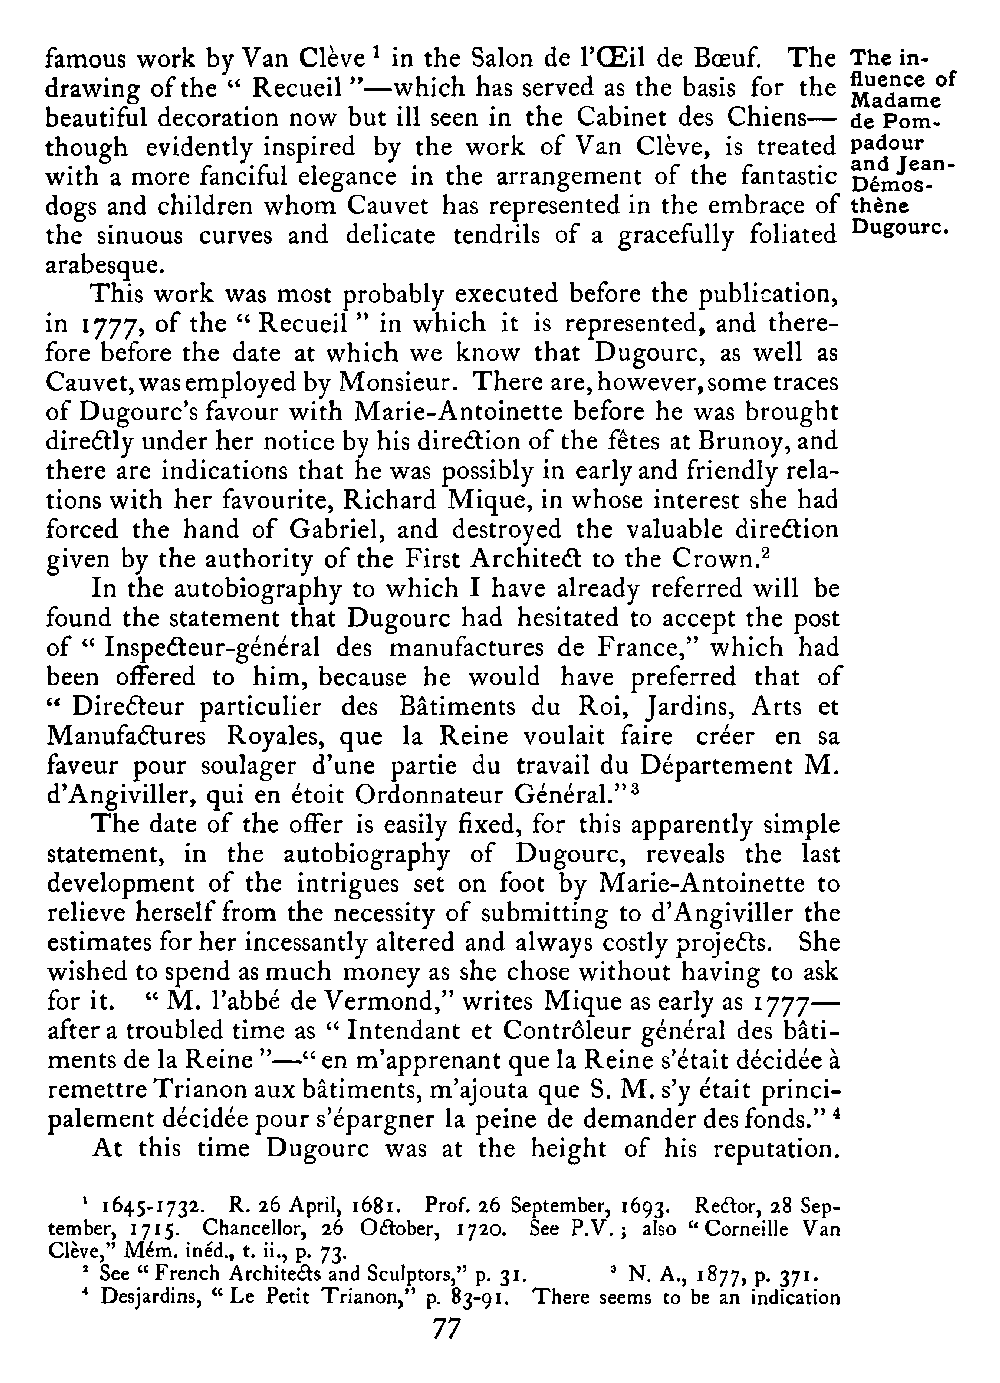 famous work by Van Clève ¹ in the Salon de l’Œil de Bœuf. The
drawing of the “ Recueil ”—which has served as the basis for the
beautiful decoration now but ill seen in the Cabinet des Chiens—
though evidently inspired by the work of Van Clève, is treated
with a more fanciful elegance in the arrangement of the fantastic
dogs and children whom Cauvet has represented in the embrace of
the sinuous curves and delicate tendrils of a gracefully foliated
arabesque.
The in-
fluence of
Madame
de Pom-
padour
and Jean-
Démos-
thène
Dugourc.
This work was most probably executed before the publication,
in 1777, of the “ Recueil ” in which it is represented, and there-
fore before the date at which we know that Dugourc, as well as
Cauvet, was employed by Monsieur. There are, however, some traces
of Dugourc’s favour with Marie-Antoinette before he was brought
directly under her notice by his direction of the fêtes at Brunoy, and
there are indications that he was possibly in early and friendly rela-
tions with her favourite, Richard Mique, in whose interest she had
forced the hand of Gabriel, and destroyed the valuable direction
given by the authority of the First Architect to the Crown.²
In the autobiography to which I have already referred will be
found the statement that Dugourc had hesitated to accept the post
of “ Inspecteur-général des manufactures de France,” which had
been offered to him, because he would have preferred that of
“ Directeur particulier des Bâtiments du Roi, Jardins, Arts et
Manufactures Royales, que la Reine voulait faire créer en sa
faveur pour soulager d’une partie du travail du Département M.
d’Angiviller, qui en étoit Ordonnateur Général.”³
The date of the offer is easily fixed, for this apparently simple
statement, in the autobiography of Dugourc, reveals the last
development of the intrigues set on foot by Marie-Antoinette to
relieve herself from the necessity of submitting to d’Angiviller the
estimates for her incessantly altered and always costly projects. She
wished to spend as much money as she chose without having to ask
for it. “ M. l’abbé de Vermond,” writes Mique as early as 1777—
after a troubled time as “ Intendant et Contrôleur général des bâti-
ments de la Reine ”—“ en m’apprenant que la Reine s’était décidée à
remettre Trianon aux bâtiments, m’ajouta que S. M. s’y était princi-
palement décidée pour s’épargner la peine de demander des fonds.” ⁴
At this time Dugourc was at the height of his reputation.
¹ 1645-1732. R. 26 April, 1681. Prof. 26 September, 1693. Rector, 28 Sep-
tember, 1715. Chancellor, 26 October, 1720. See P.V. ; also “ Corneille Van
Clève,” Mém. inéd., t. ii., p. 73.
² See “ French Architects and Sculptors,” p. 31. ³ N. A., 1877, p. 371.
⁴ Desjardins, “ Le Petit Trianon,” p. 83-91. There seems to be an indication
77